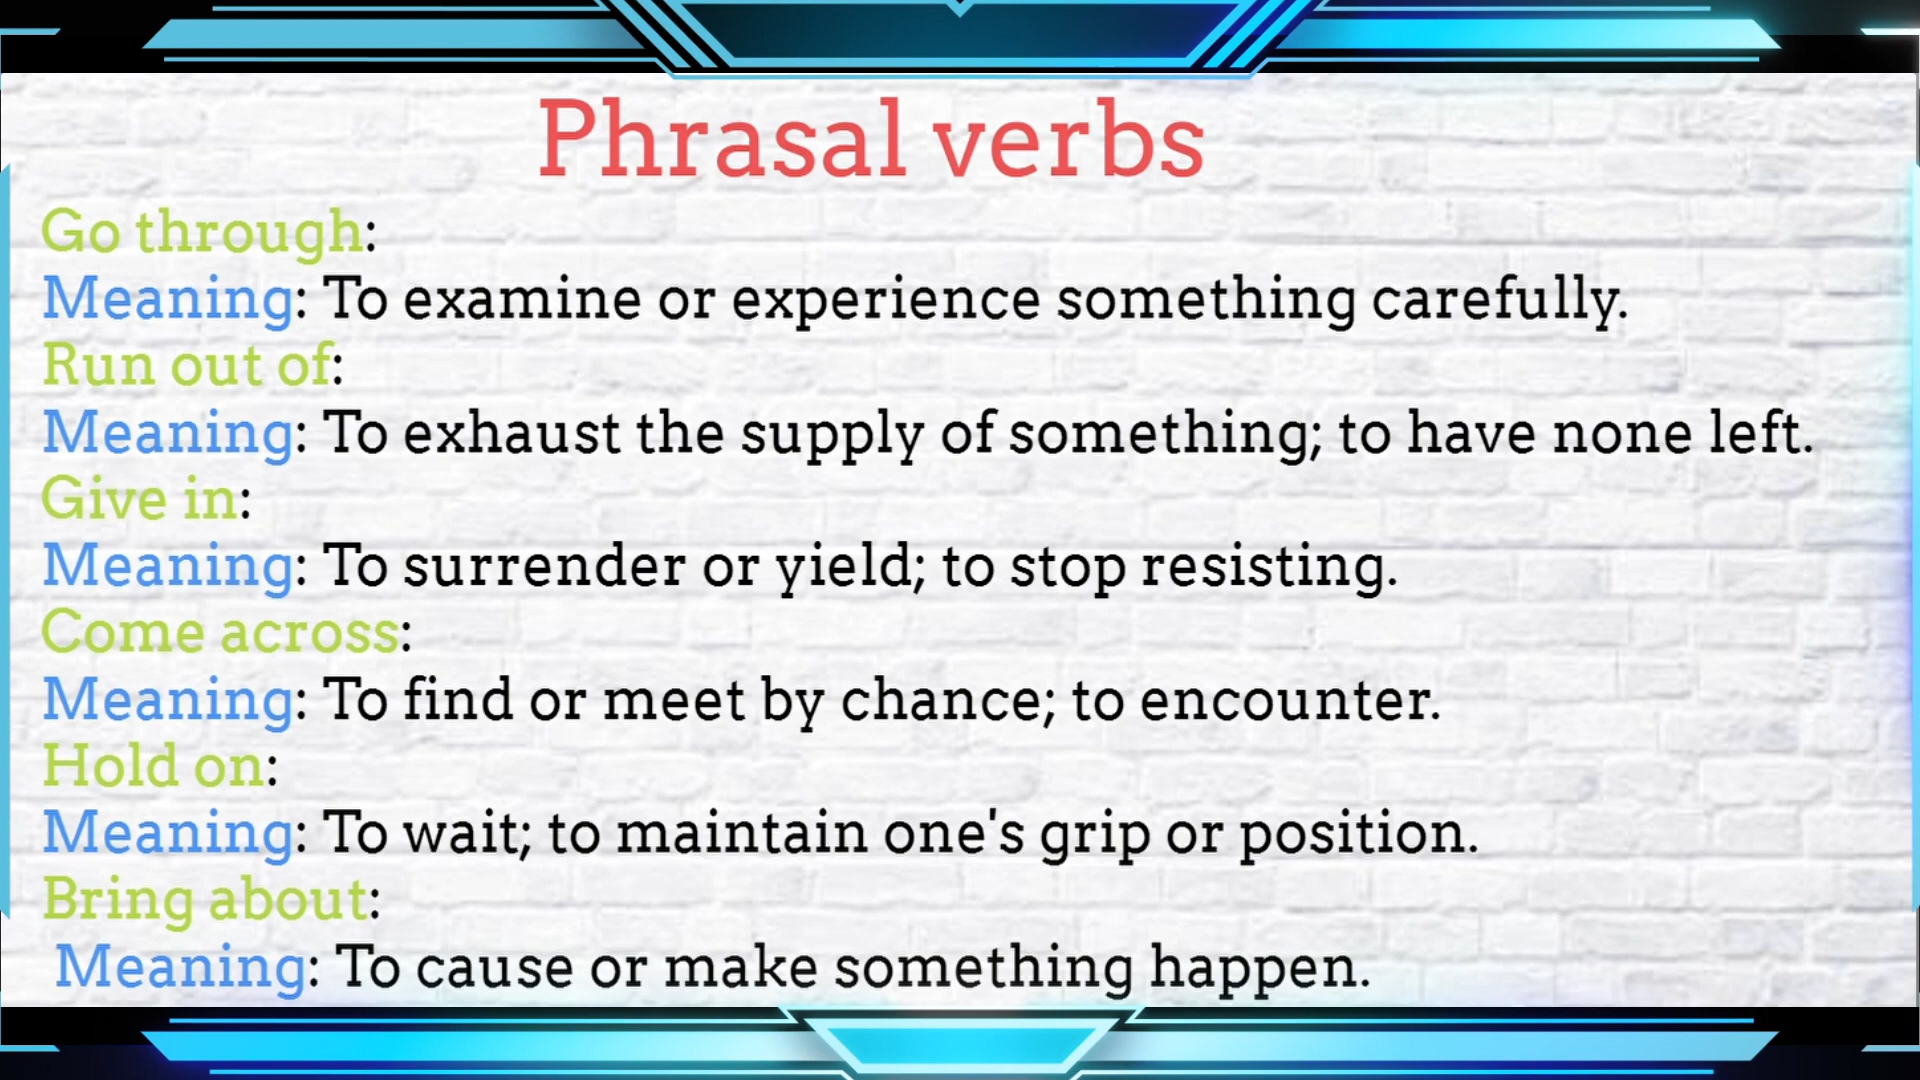 Phrasal verbs
Go through:
Meaning: To examine or experience something carefully.
Run out of:
Meaning: To exhaust the supply of something; to have none left.
Give in:
Meaning: To surrender or yield; to stop resisting.
Come across:
Meaning: To find or meet by chance; to encounter.
Hold on:
Meaning: To wait; to maintain one's grip or position.
Bring about:
Meaning: To cause or make something happen.